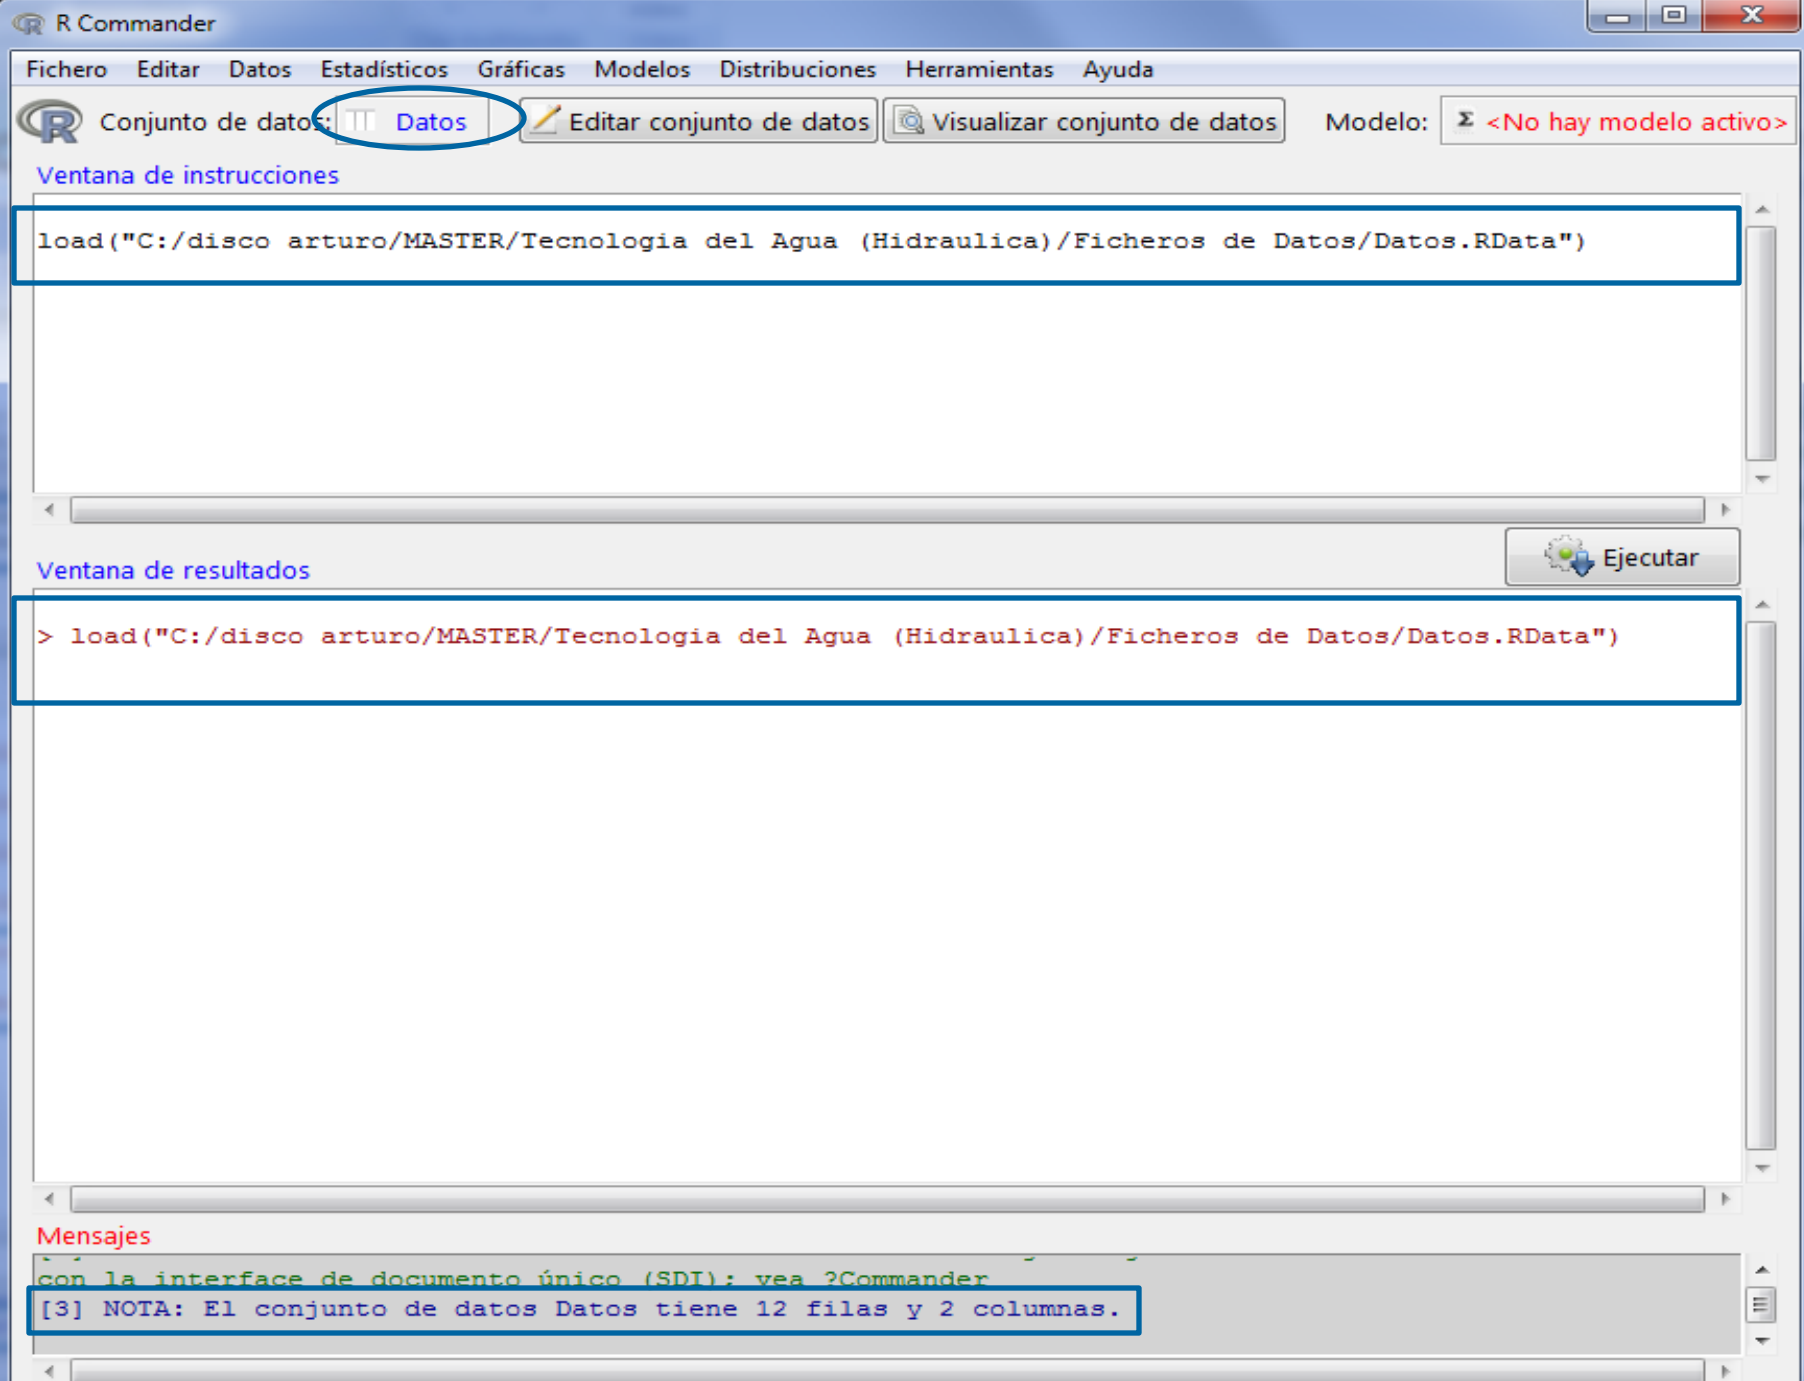 R Commander
Fichero Editar Datos Estadísticos Gráficas Modelos Distribuciones Herramientas Ayuda
R Conjunto de datos: Datos Editar conjunto de datos Visualizar conjunto de datos Modelo: Σ <No hay modelo activo>
Ventana de instrucciones
load("C:/disco arturo/MASTER/Tecnologia del Agua (Hidraulica)/Ficheros de Datos/Datos.RData")
Ejecutar
Ventana de resultados
> load("C:/disco arturo/MASTER/Tecnologia del Agua (Hidraulica)/Ficheros de Datos/Datos.RData")
Mensajes
con la interface de documento único (SDI); vea ?Commander
[3] NOTA: El conjunto de datos Datos tiene 12 filas y 2 columnas.